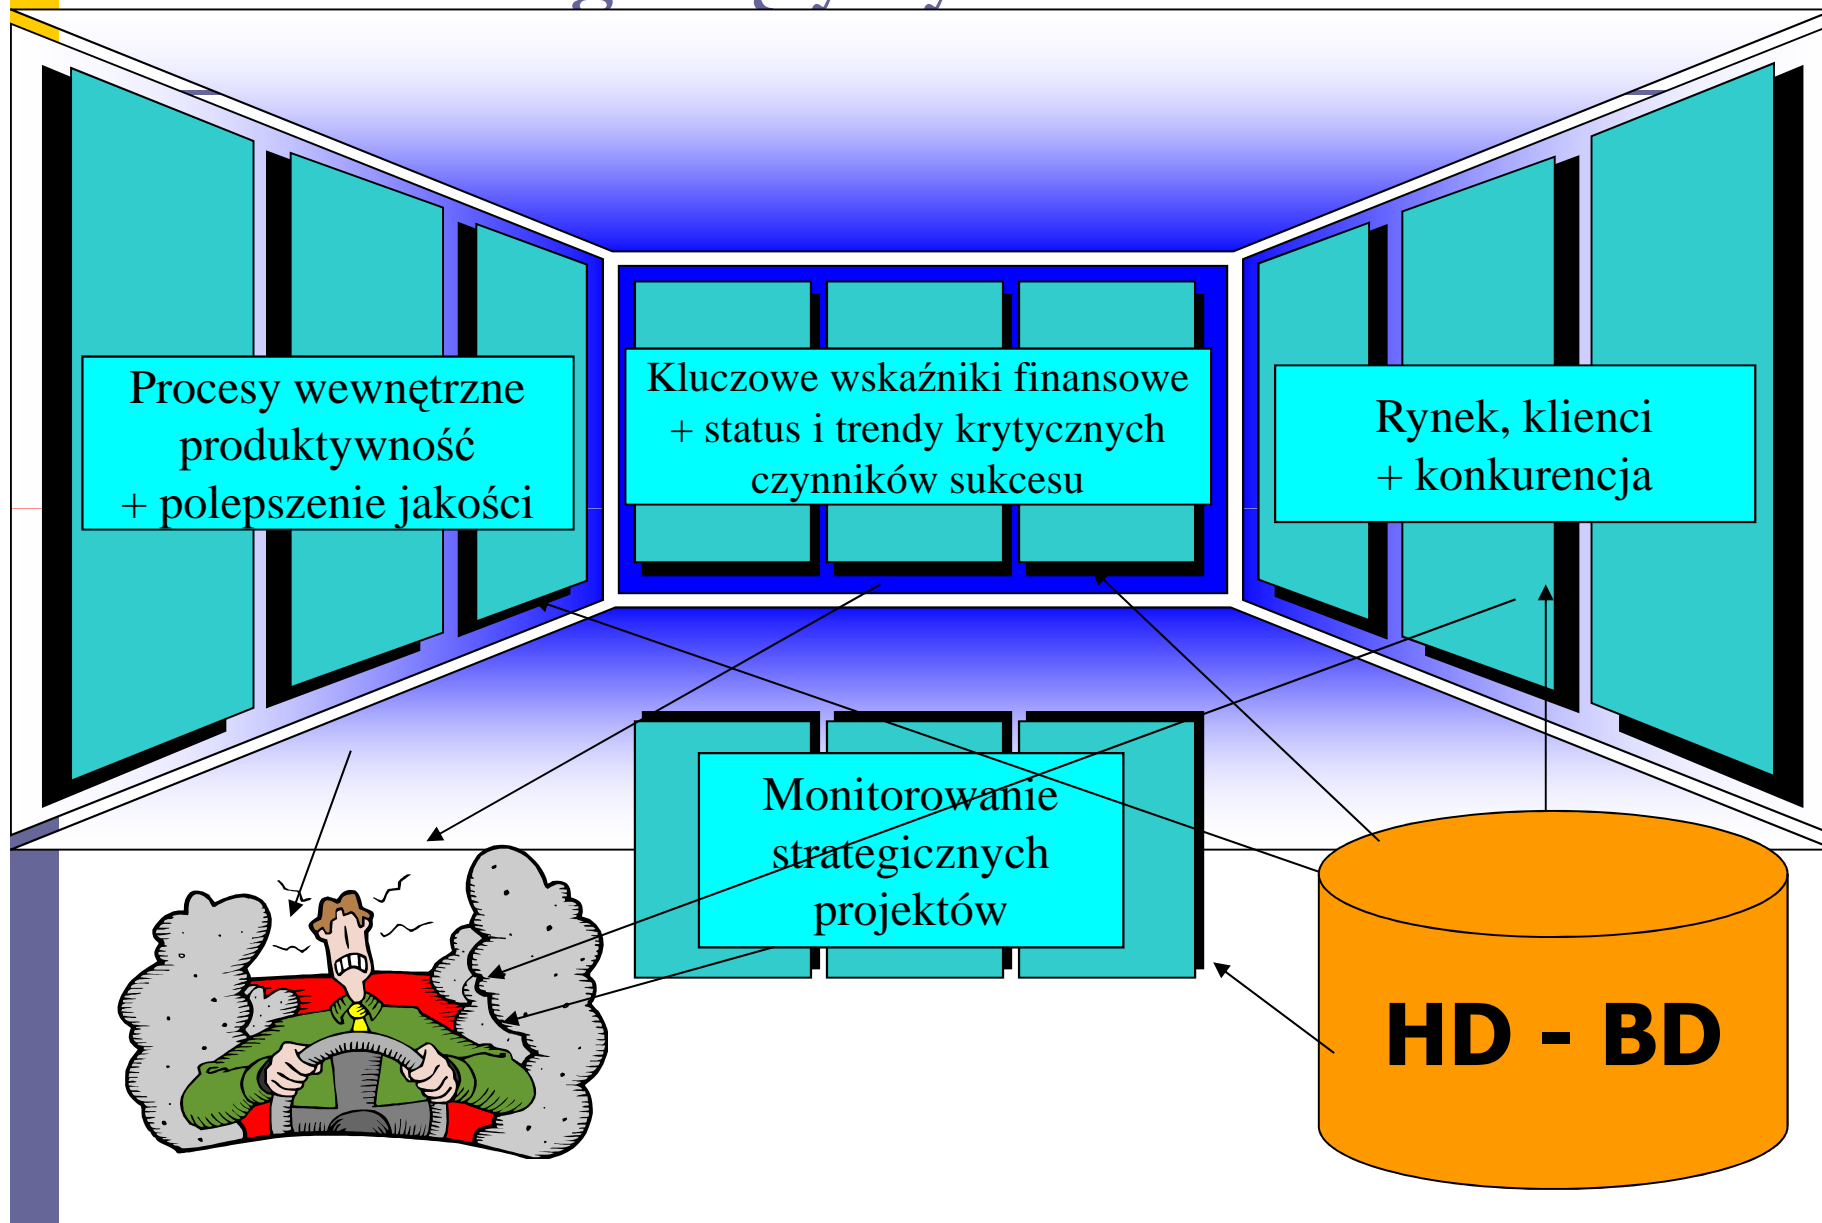 Procesy wewnętrzne
produktywność
+ polepszenie jakości
Kluczowe wskaźniki finansowe
+ status i trendy krytycznych
czynników sukcesu
Rynek, klienci
+ konkurencja
Monitorowanie
strategicznych
projektów
HD - BD